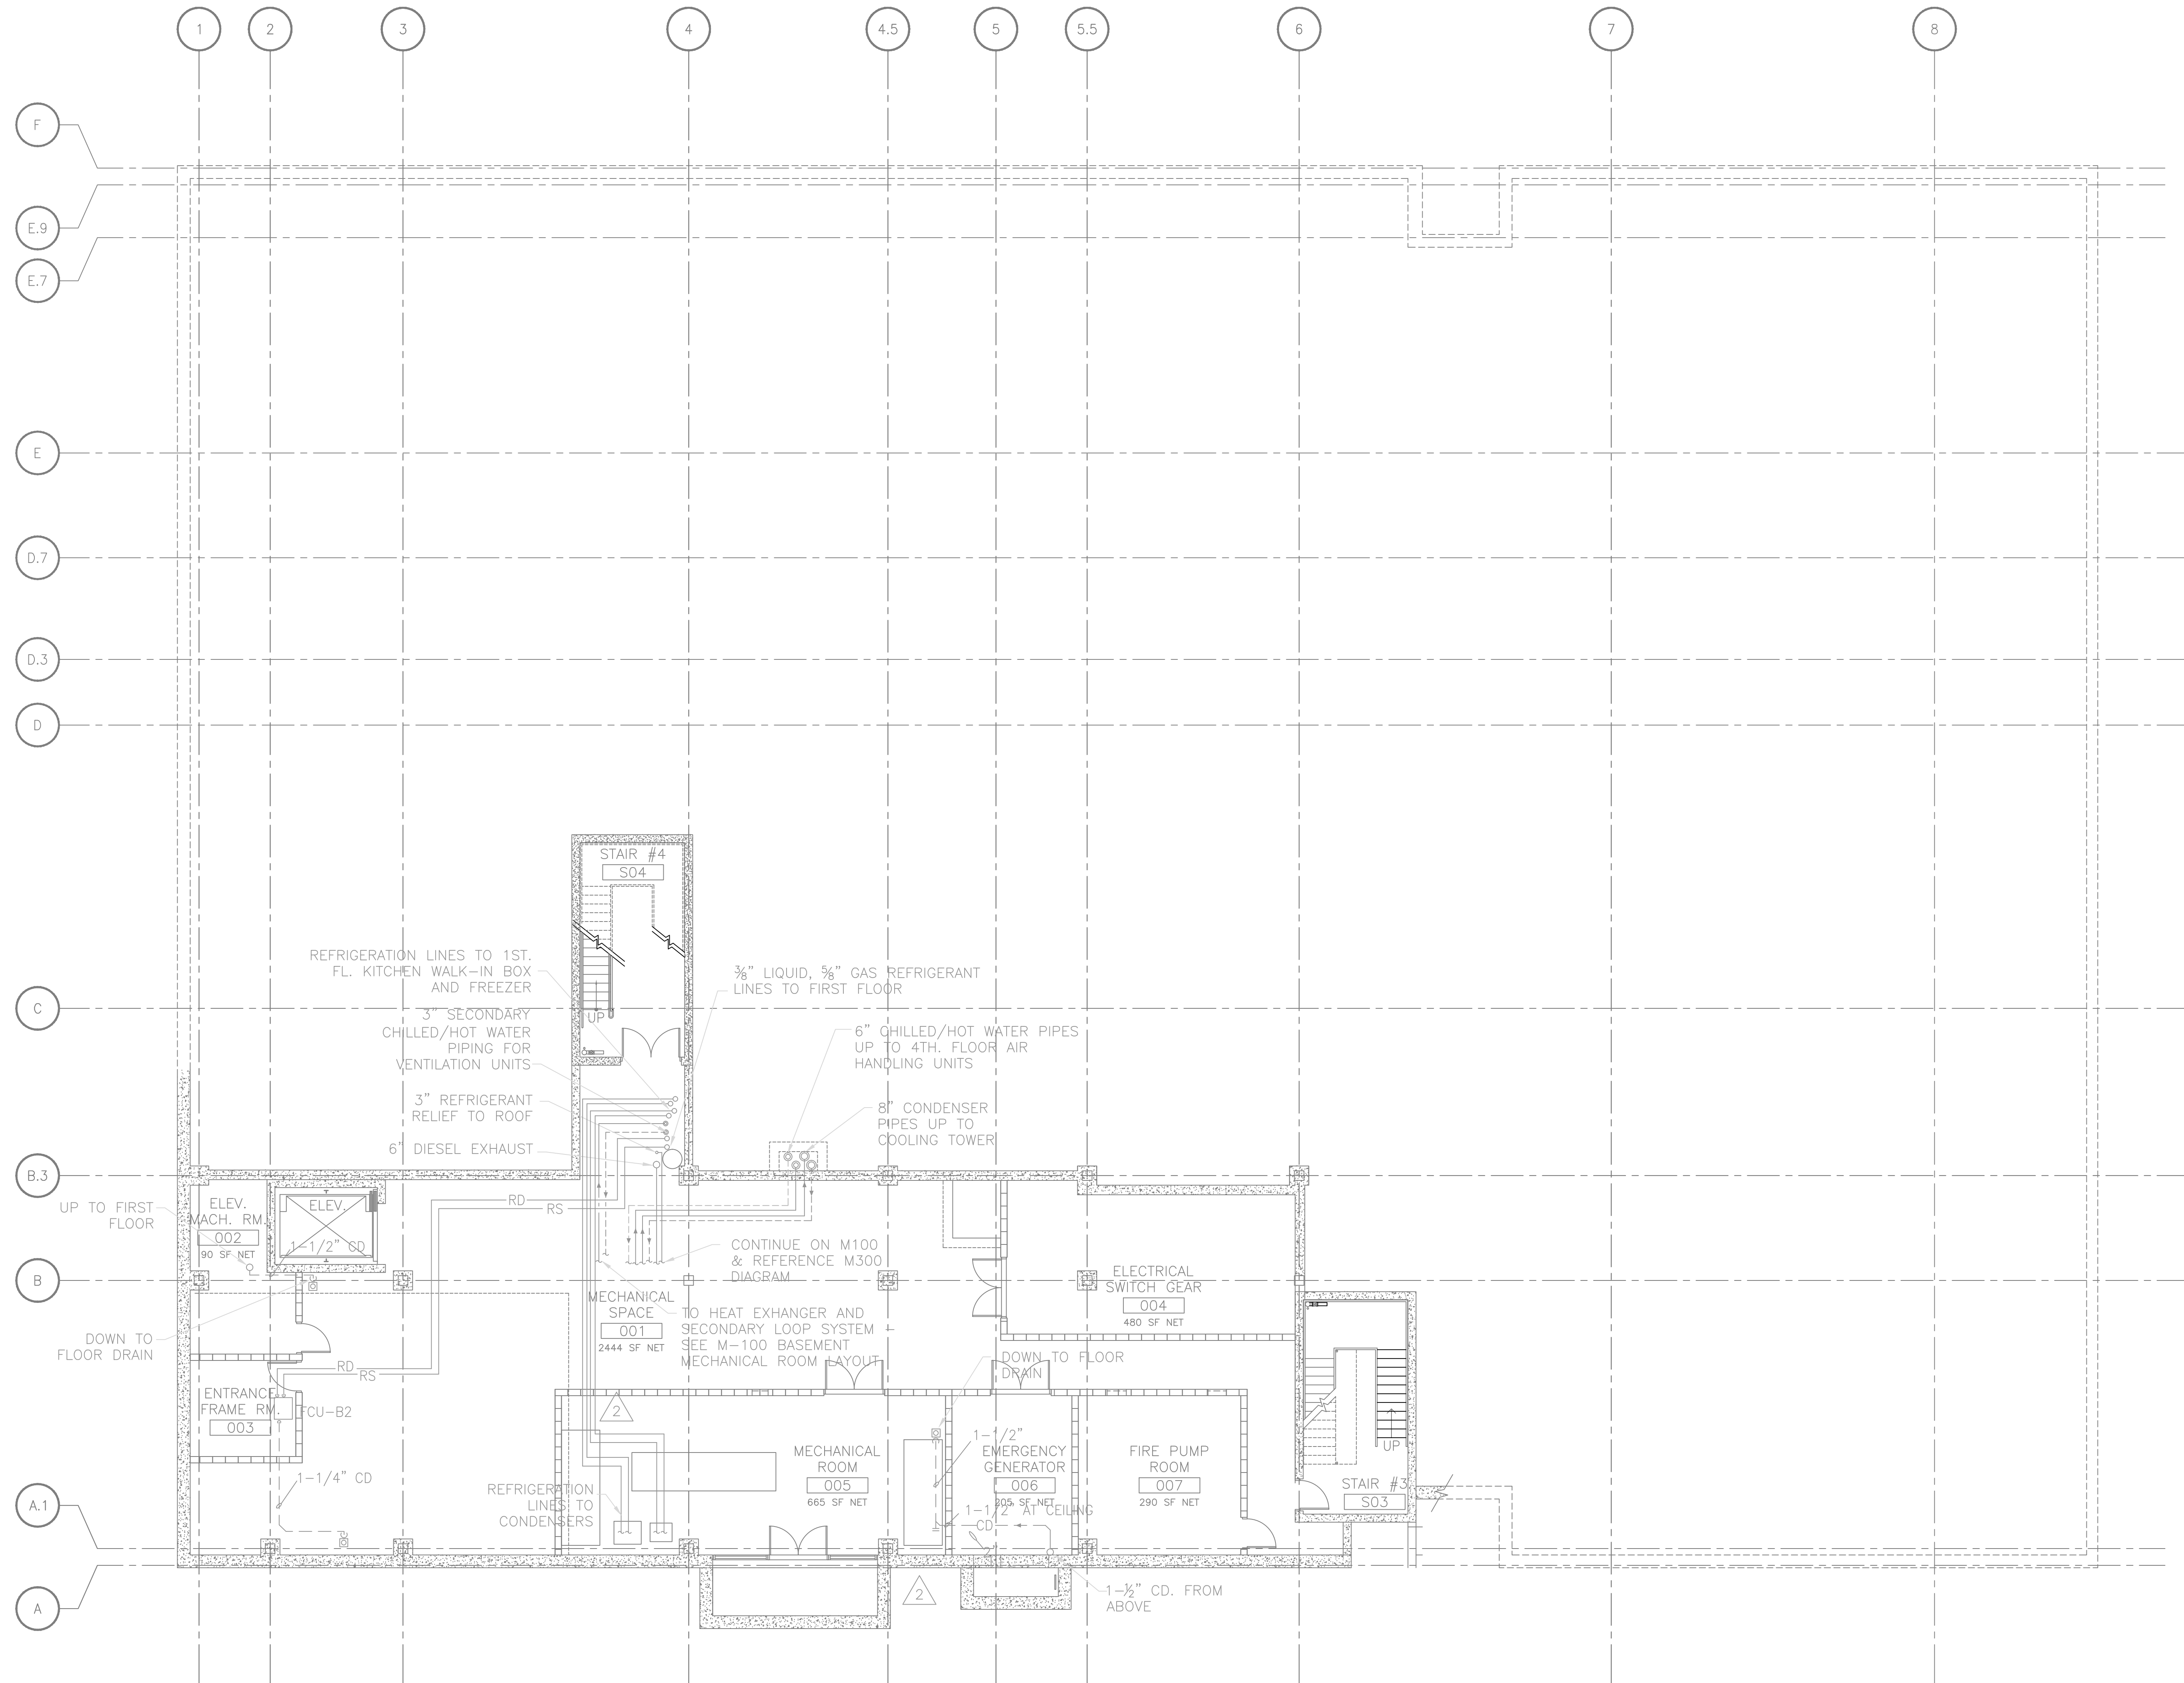 1
2
3
4
4.5
5
5.5
6
7
8
F
E.9
E.7
E
D.7
D.3
D
C
B.3
B
A.1
A
STAIR #4
S04
UP
REFRIGERATION LINES TO 1ST.
FL. KITCHEN WALK-IN BOX
AND FREEZER
3" SECONDARY
CHILLED/HOT WATER
PIPING FOR
VENTILATION UNITS
3" REFRIGERANT
RELIEF TO ROOF
6" DIESEL EXHAUST
⅜" LIQUID, ⅝" GAS REFRIGERANT
LINES TO FIRST FLOOR
6" CHILLED/HOT WATER PIPES
UP TO 4TH. FLOOR AIR
HANDLING UNITS
8" CONDENSER
PIPES UP TO
COOLING TOWER
UP TO FIRST
FLOOR
ELEV.
MACH. RM.
002
90 SF NET
ELEV.
1-1/2" CD
RD
RS
CONTINUE ON M100
& REFERENCE M300
DIAGRAM
MECHANICAL
SPACE
001
2444 SF NET
TO HEAT EXHANGER AND
SECONDARY LOOP SYSTEM -
SEE M-100 BASEMENT
MECHANICAL ROOM LAYOUT
ELECTRICAL
SWITCH GEAR
004
480 SF NET
DOWN TO
FLOOR DRAIN
DOWN TO FLOOR
DRAIN
RD
RS
ENTRANCE
FRAME RM.
003
FCU-B2
1-1/4" CD
2
REFRIGERATION
LINES TO
CONDENSERS
MECHANICAL
ROOM
005
665 SF NET
1-1/2"
EMERGENCY
GENERATOR
006
205 SF NET
1-1/2" AT CEILING
CD
FIRE PUMP
ROOM
007
290 SF NET
UP
STAIR #3
S03
2
1-½" CD. FROM
ABOVE